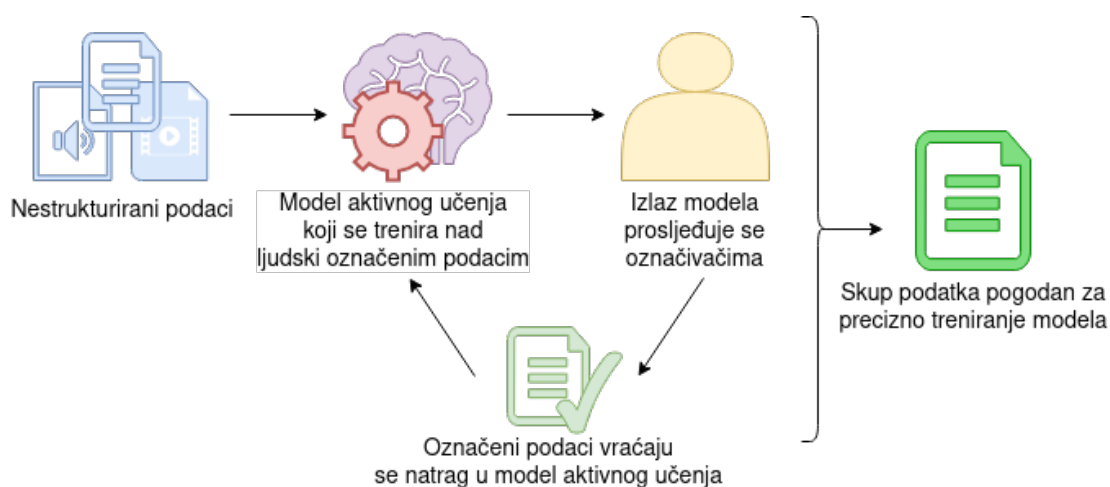 Nestrukturirani podaci
Model aktivnog učenja
koji se trenira nad
ljudski označenim podacima
Izlaz modela
prosljeđuje se
označivačima
Označeni podaci vraćaju
se natrag u model aktivnog učenja
Skup podatka pogodan za
precizno treniranje modela